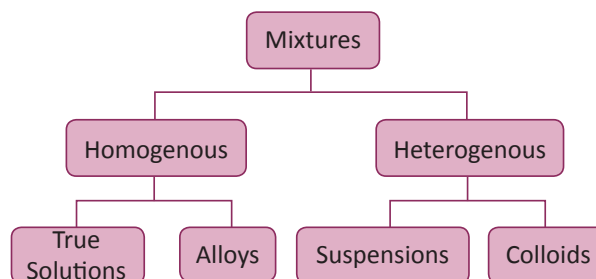 Mixtures
Homogenous
Heterogenous
True
Solutions
Alloys
Suspensions
Colloids